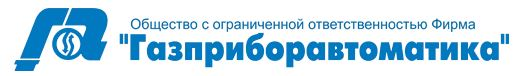 Общество с ограниченной ответственностью Фирма
"Газприборавтоматика"